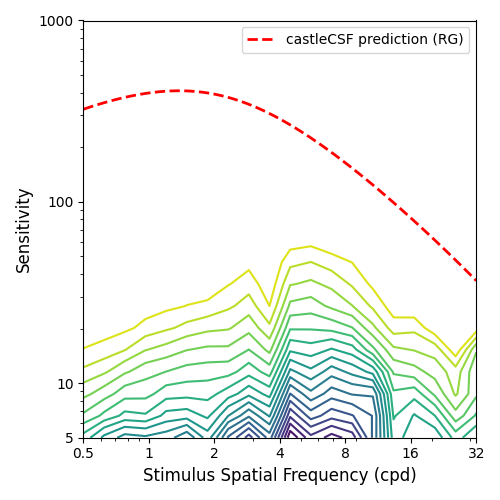 castleCSF prediction (RG)
Sensitivity
1000
100
10
5
0.5 1 2 4 8 16 32
Stimulus Spatial Frequency (cpd)